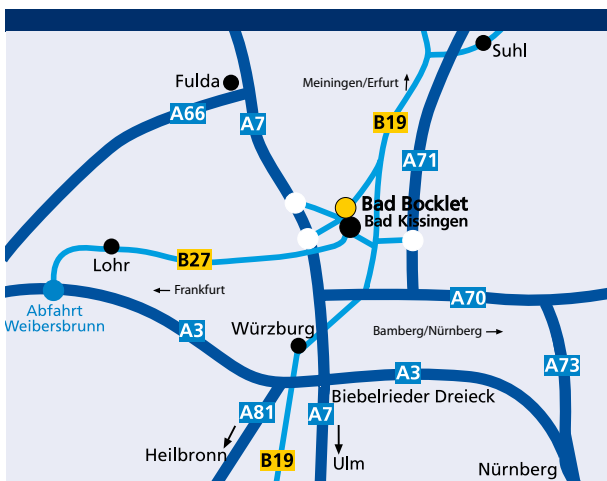 Suhl
Fulda
Meiningen/Erfurt
A66
A7
B19
A71
Bad Bocklet
Bad Kissingen
Lohr
B27
Frankfurt
A70
Abfahrt
Weibersbrunn
A3
Würzburg
Bamberg/Nürnberg
A73
A3
Biebelrieder Dreieck
A81
A7
Heilbronn
B19
Ulm
Nürnberg